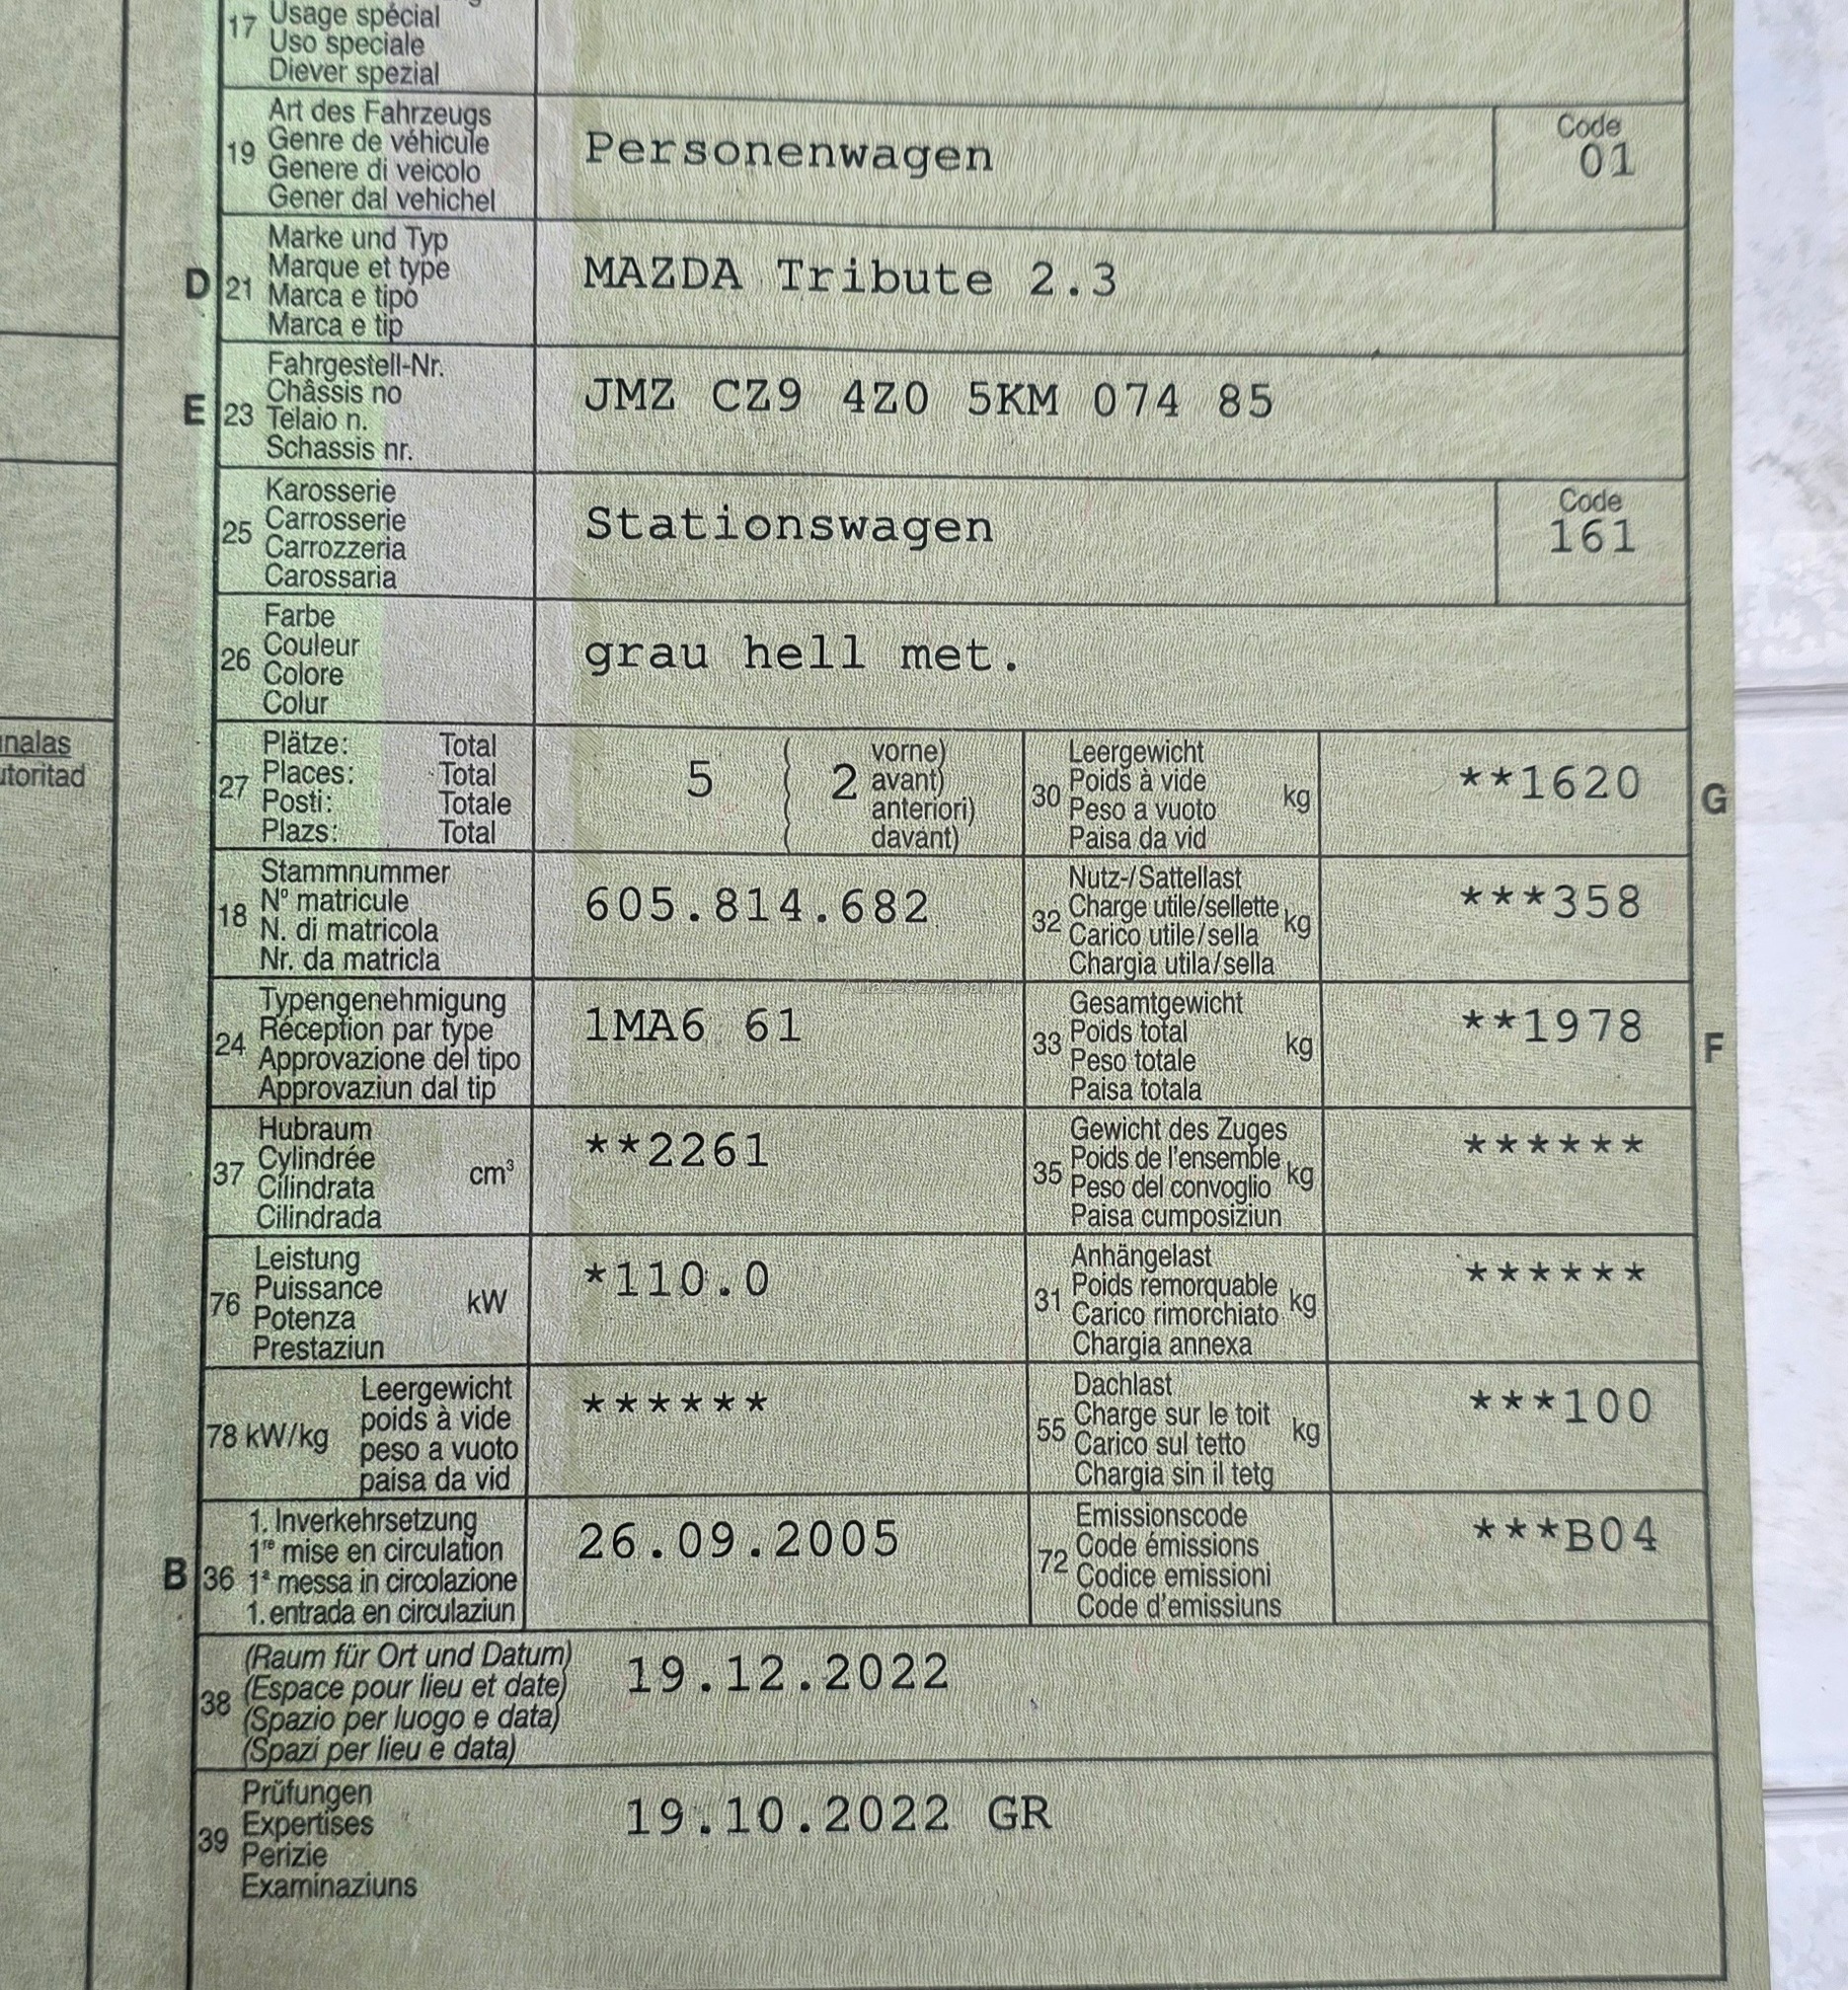 17 Usage spécial
Uso speciale
Diever spezial
19 Art des Fahrzeugs
Genre de véhicule
Genere di veicolo
Gener dal vehichel
Personenwagen
Code
01
D 21 Marke und Typ
Marque et type
Marca e tipo
Marca e tip
MAZDA Tribute 2.3
E 23 Fahrgestell-Nr.
Châssis no
Telaio n.
Schassis nr.
JMZ CZ9 4Z0 5KM 074 85
25 Karosserie
Carrosserie
Carrozzeria
Carossaria
Stationswagen
Code
161
26 Farbe
Couleur
Colore
Colur
grau hell met.
27 Plätze: Total
Places: Total
Posti: Totale
Plazs: Total
5 ( 2 vorne)
avant)
anteriori)
davant)
30 Leergewicht
Poids à vide
Peso a vuoto
Paisa da vid
kg
**1620
G
18 Stammnummer
Nº matricule
N. di matricola
Nr. da matricla
605.814.682
32 Nutz-/Sattellast
Charge utile/sellette
Carico utile/sella
Chargia utila/sella
kg
***358
24 Typengenehmigung
Réception par type
Approvazione del tipo
Approvaziun dal tip
1MA6 61
33 Gesamtgewicht
Poids total
Peso totale
Paisa totala
kg
**1978
F
37 Hubraum
Cylindrée
Cilindrata
Cilindrada
cm³
**2261
35 Gewicht des Zuges
Poids de l'ensemble
Peso del convoglio
Paisa cumposiziun
kg
******
76 Leistung
Puissance
Potenza
Prestaziun
kW
*110.0
31 Anhängelast
Poids remorquable
Carico rimorchiato
Chargia annexa
kg
******
78 kW/kg
Leergewicht
poids à vide
peso a vuoto
paisa da vid
******
55 Dachlast
Charge sur le toit
Carico sul tetto
Chargia sin il tetg
kg
***100
B 36 1. Inverkehrsetzung
1re mise en circulation
1a messa in circolazione
1. entrada en circulaziun
26.09.2005
72 Emissionscode
Code émissions
Codice emissioni
Code d'emissiuns
***B04
38 (Raum für Ort und Datum)
(Espace pour lieu et date)
(Spazio per luogo e data)
(Spazi per lieu e data)
19.12.2022
39 Prüfungen
Expertises
Perizie
Examinaziuns
19.10.2022 GR